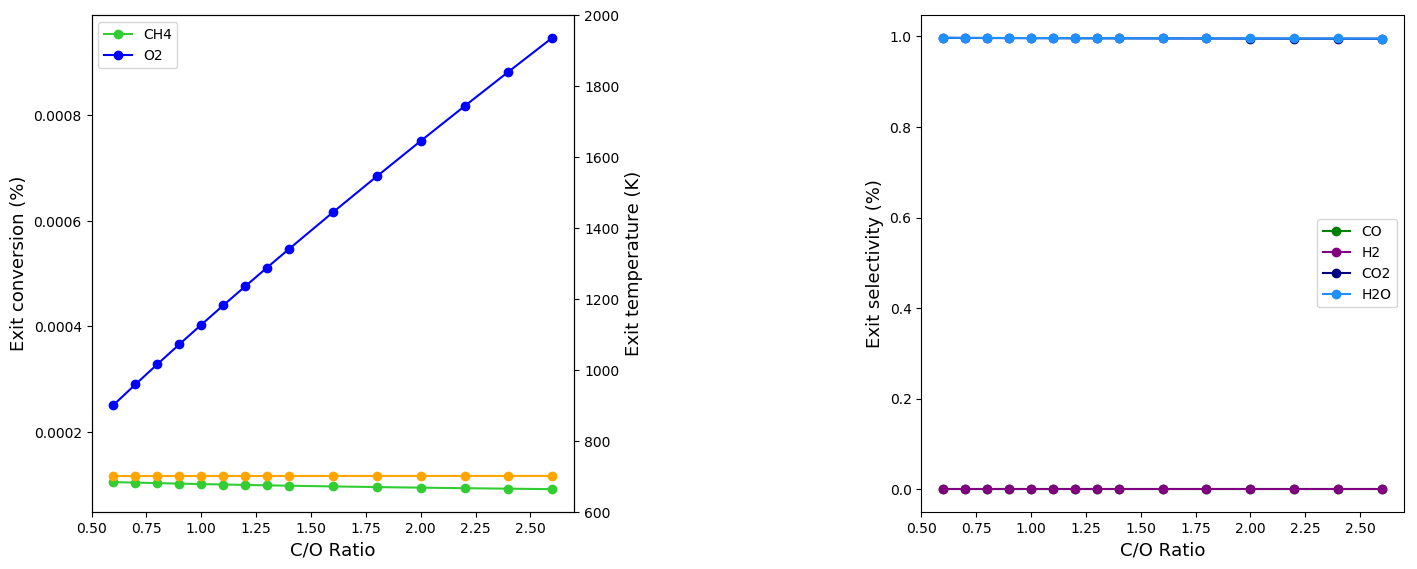 CH4
O2
Exit conversion (%)
0.0008
0.0006
0.0004
0.0002
2000
1800
1600
1400
1200
1000
800
600
Exit temperature (K)
0.50 0.75 1.00 1.25 1.50 1.75 2.00 2.25 2.50
C/O Ratio
Exit selectivity (%)
1.0
0.8
0.6
0.4
0.2
0.0
CO
H2
CO2
H2O
0.50 0.75 1.00 1.25 1.50 1.75 2.00 2.25 2.50
C/O Ratio